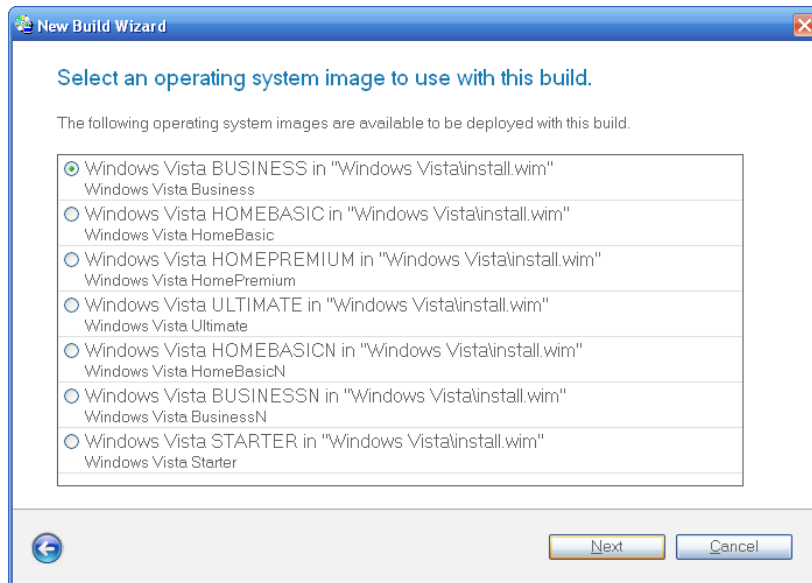 New Build Wizard
Select an operating system image to use with this build.
The following operating system images are available to be deployed with this build.
Windows Vista BUSINESS in "Windows Vista\install.wim"
Windows Vista Business
Windows Vista HOMEBASIC in "Windows Vista\install.wim"
Windows Vista HomeBasic
Windows Vista HOMEPREMIUM in "Windows Vista\install.wim"
Windows Vista HomePremium
Windows Vista ULTIMATE in "Windows Vista\install.wim"
Windows Vista Ultimate
Windows Vista HOMEBASICN in "Windows Vista\install.wim"
Windows Vista HomeBasicN
Windows Vista BUSINESSN in "Windows Vista\install.wim"
Windows Vista BusinessN
Windows Vista STARTER in "Windows Vista\install.wim"
Windows Vista Starter
Next
Cancel